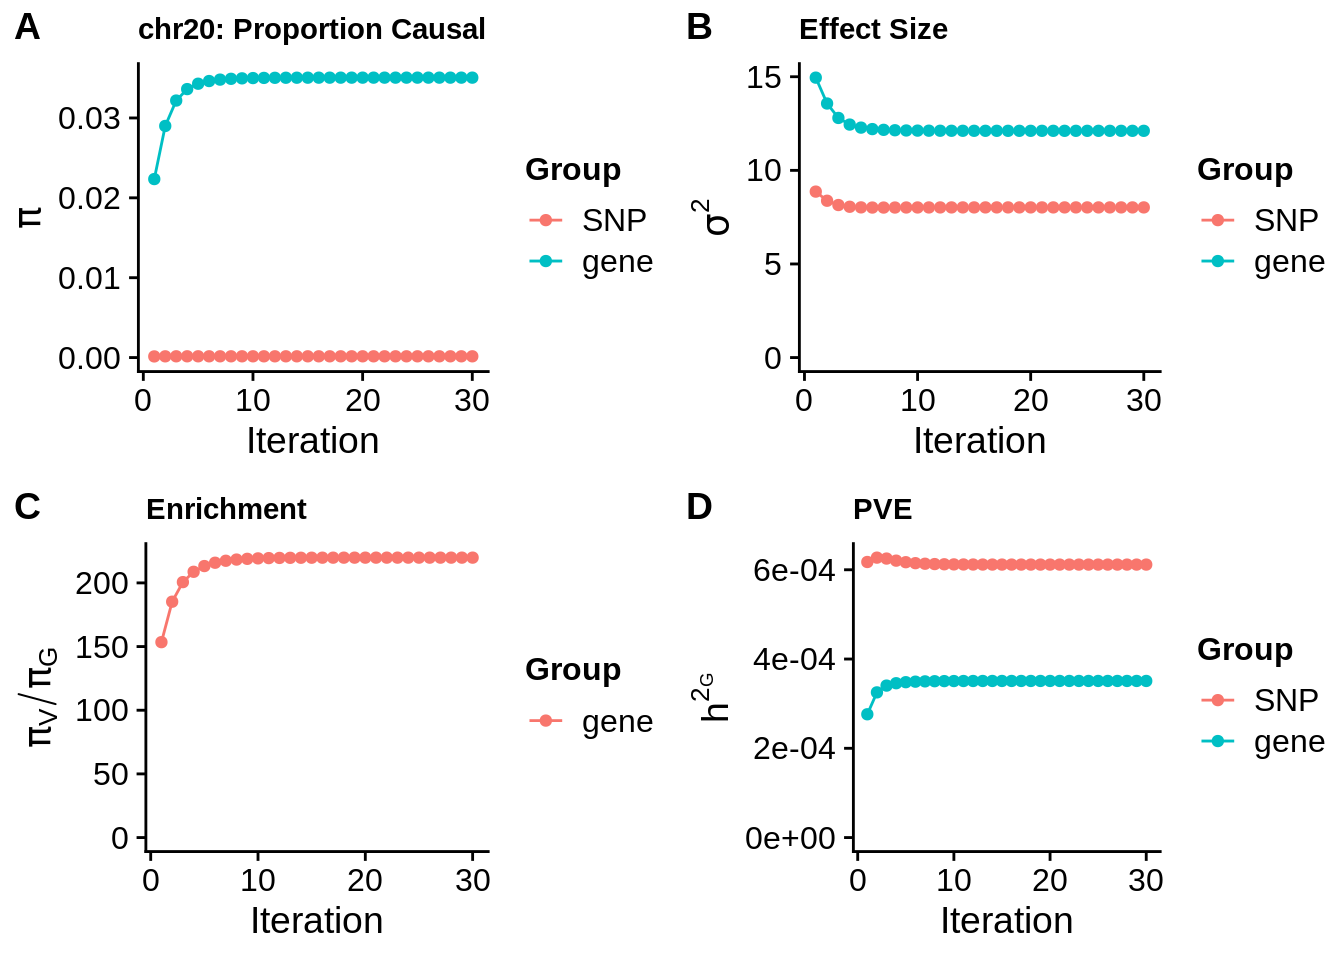 A
chr20: Proportion Causal
π
0.03
0.02
0.01
0.00
0 10 20 30
Iteration
Group
SNP
gene
B
Effect Size
σ²
15
10
5
0
0 10 20 30
Iteration
Group
SNP
gene
C
Enrichment
πV/πG
200
150
100
50
0
0 10 20 30
Iteration
Group
gene
D
PVE
h²G
6e-04
4e-04
2e-04
0e+00
0 10 20 30
Iteration
Group
SNP
gene